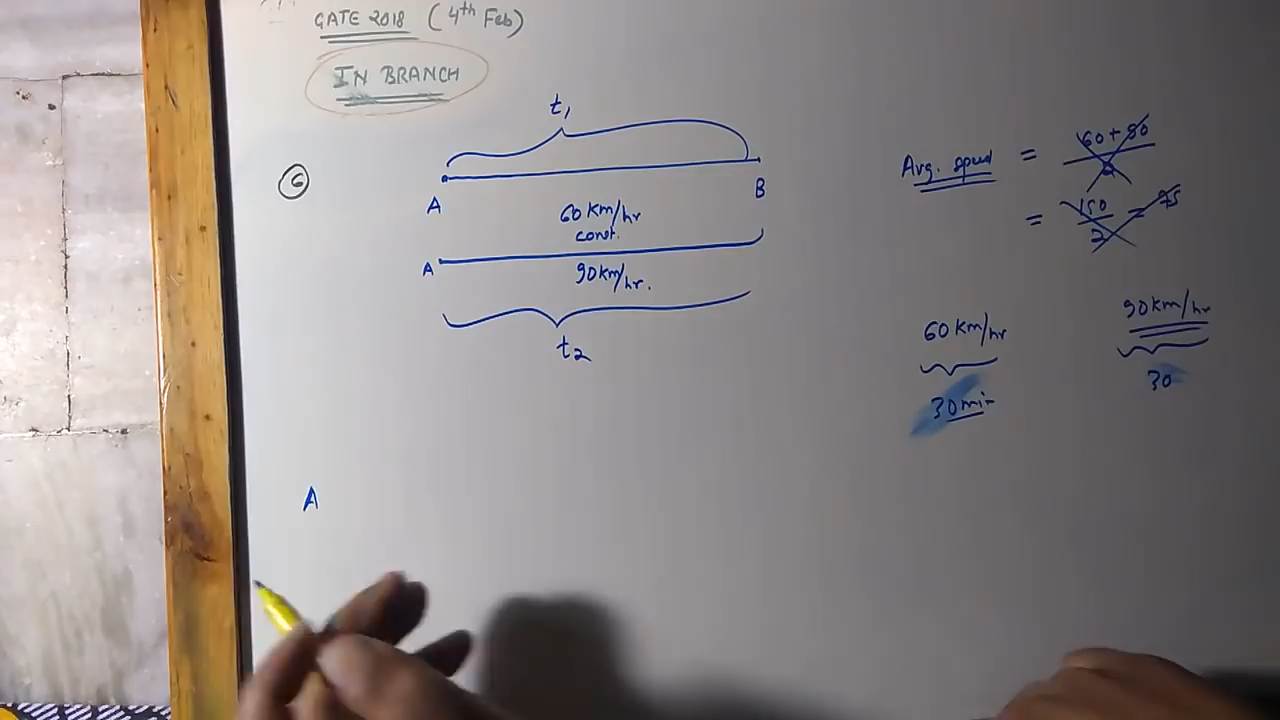 GATE 2018 (4th Feb)
IN BRANCH
6
t1
A B
60 Km/hr
const.
A
90 Km/hr.
t2
Avg. speed = 60 + 90
2
= 150 = 75
2
60 Km/hr 90 Km/hr
30 min 30
A